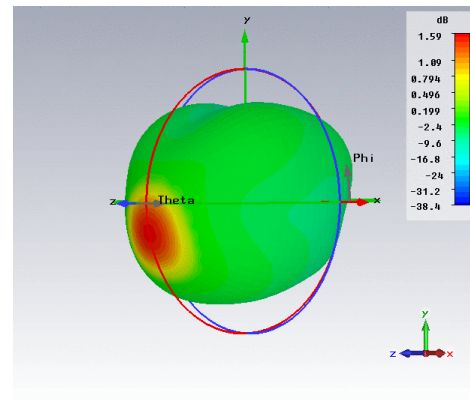 y
dB
1.59
1.09
0.794
0.496
0.199
-2.4
-9.6
-16.8
-24
-31.2
-38.4
Phi
z Theta x
y
z x